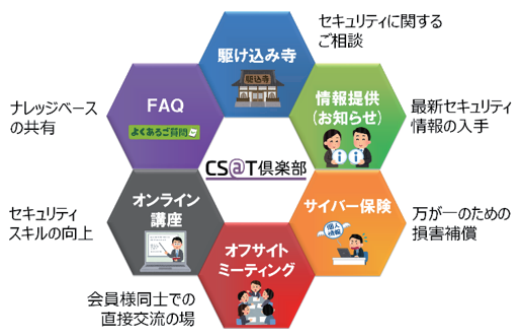 セキュリティに関する
ご相談
駆け込み寺
駆込寺
ナレッジベース
の共有
FAQ
よくあるご質問
情報提供
(お知らせ)
最新セキュリティ
情報の入手
CS@T倶楽部
セキュリティ
スキルの向上
オンライン
講座
サイバー保険
個人
情報
万が一のための
損害補償
オフサイト
ミーティング
会員様同士での
直接交流の場